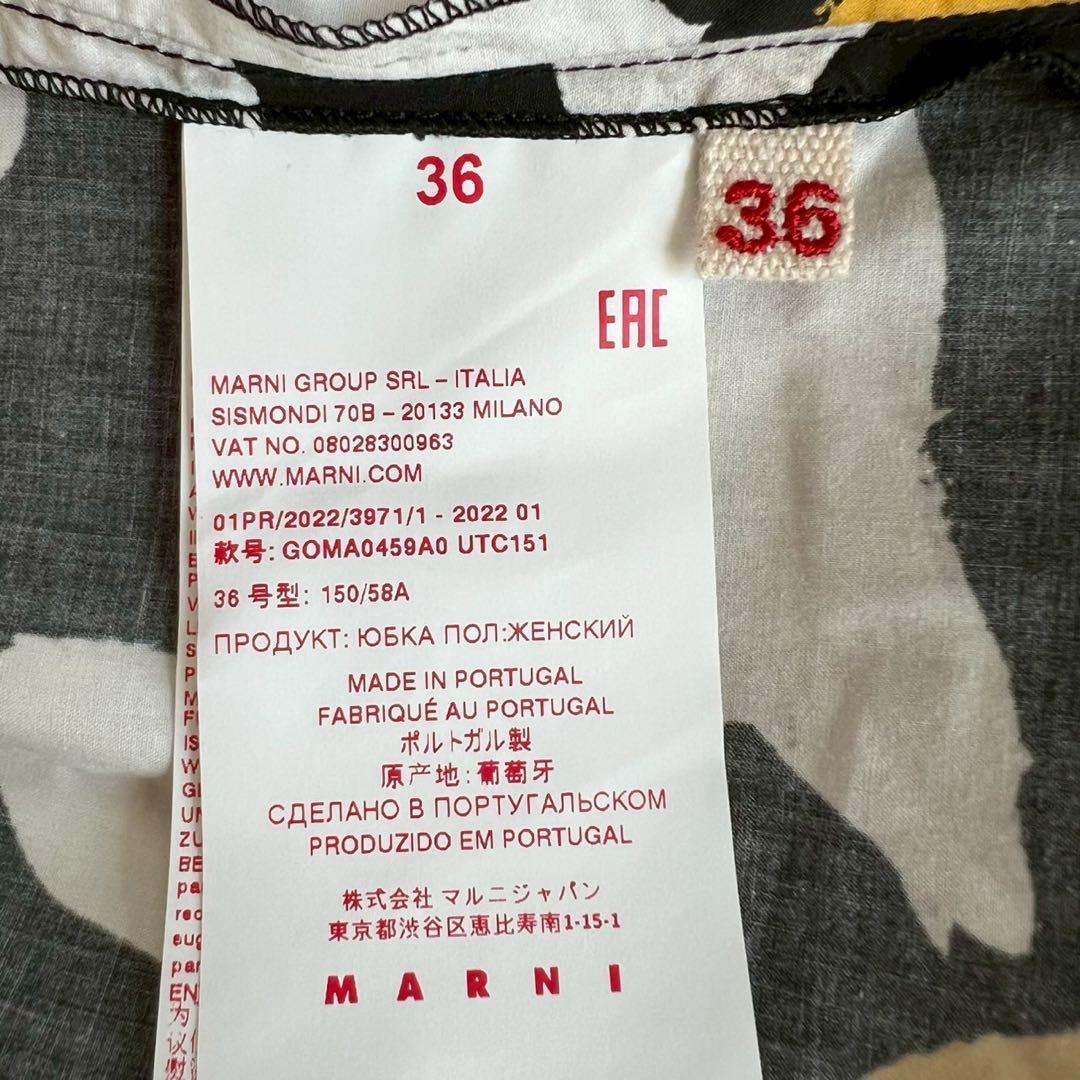 36
36
EAC
MARNI GROUP SRL – ITALIA
SISMONDI 70B – 20133 MILANO
VAT NO. 08028300963
WWW.MARNI.COM
01PR/2022/3971/1 - 2022 01
款号: GOMA0459A0 UTC151
36 号型: 150/58A
ПРОДУКТ: ЮБКА ПОЛ:ЖЕНСКИЙ
MADE IN PORTUGAL
FABRIQUÉ AU PORTUGAL
ポルトガル製
原产地: 葡萄牙
СДЕЛАНО В ПОРТУГАЛЬСКОМ
PRODUZIDO EM PORTUGAL
株式会社 マルニジャパン
東京都渋谷区恵比寿南1-15-1
MARNI